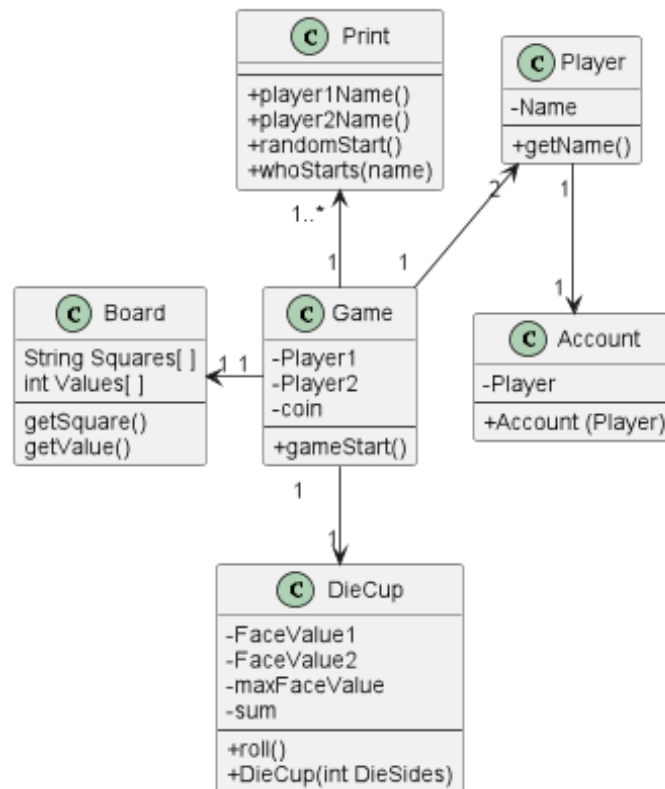 C Print
+player1Name()
+player2Name()
+randomStart()
+whoStarts(name)
C Player
-Name
+getName()
1..*
1
2
1
1
1
C Board
String Squares[ ]
int Values[ ]
getSquare()
getValue()
1 1
C Game
-Player1
-Player2
-coin
+gameStart()
C Account
-Player
+Account (Player)
1
1
C DieCup
-FaceValue1
-FaceValue2
-maxFaceValue
-sum
+roll()
+DieCup(int DieSides)